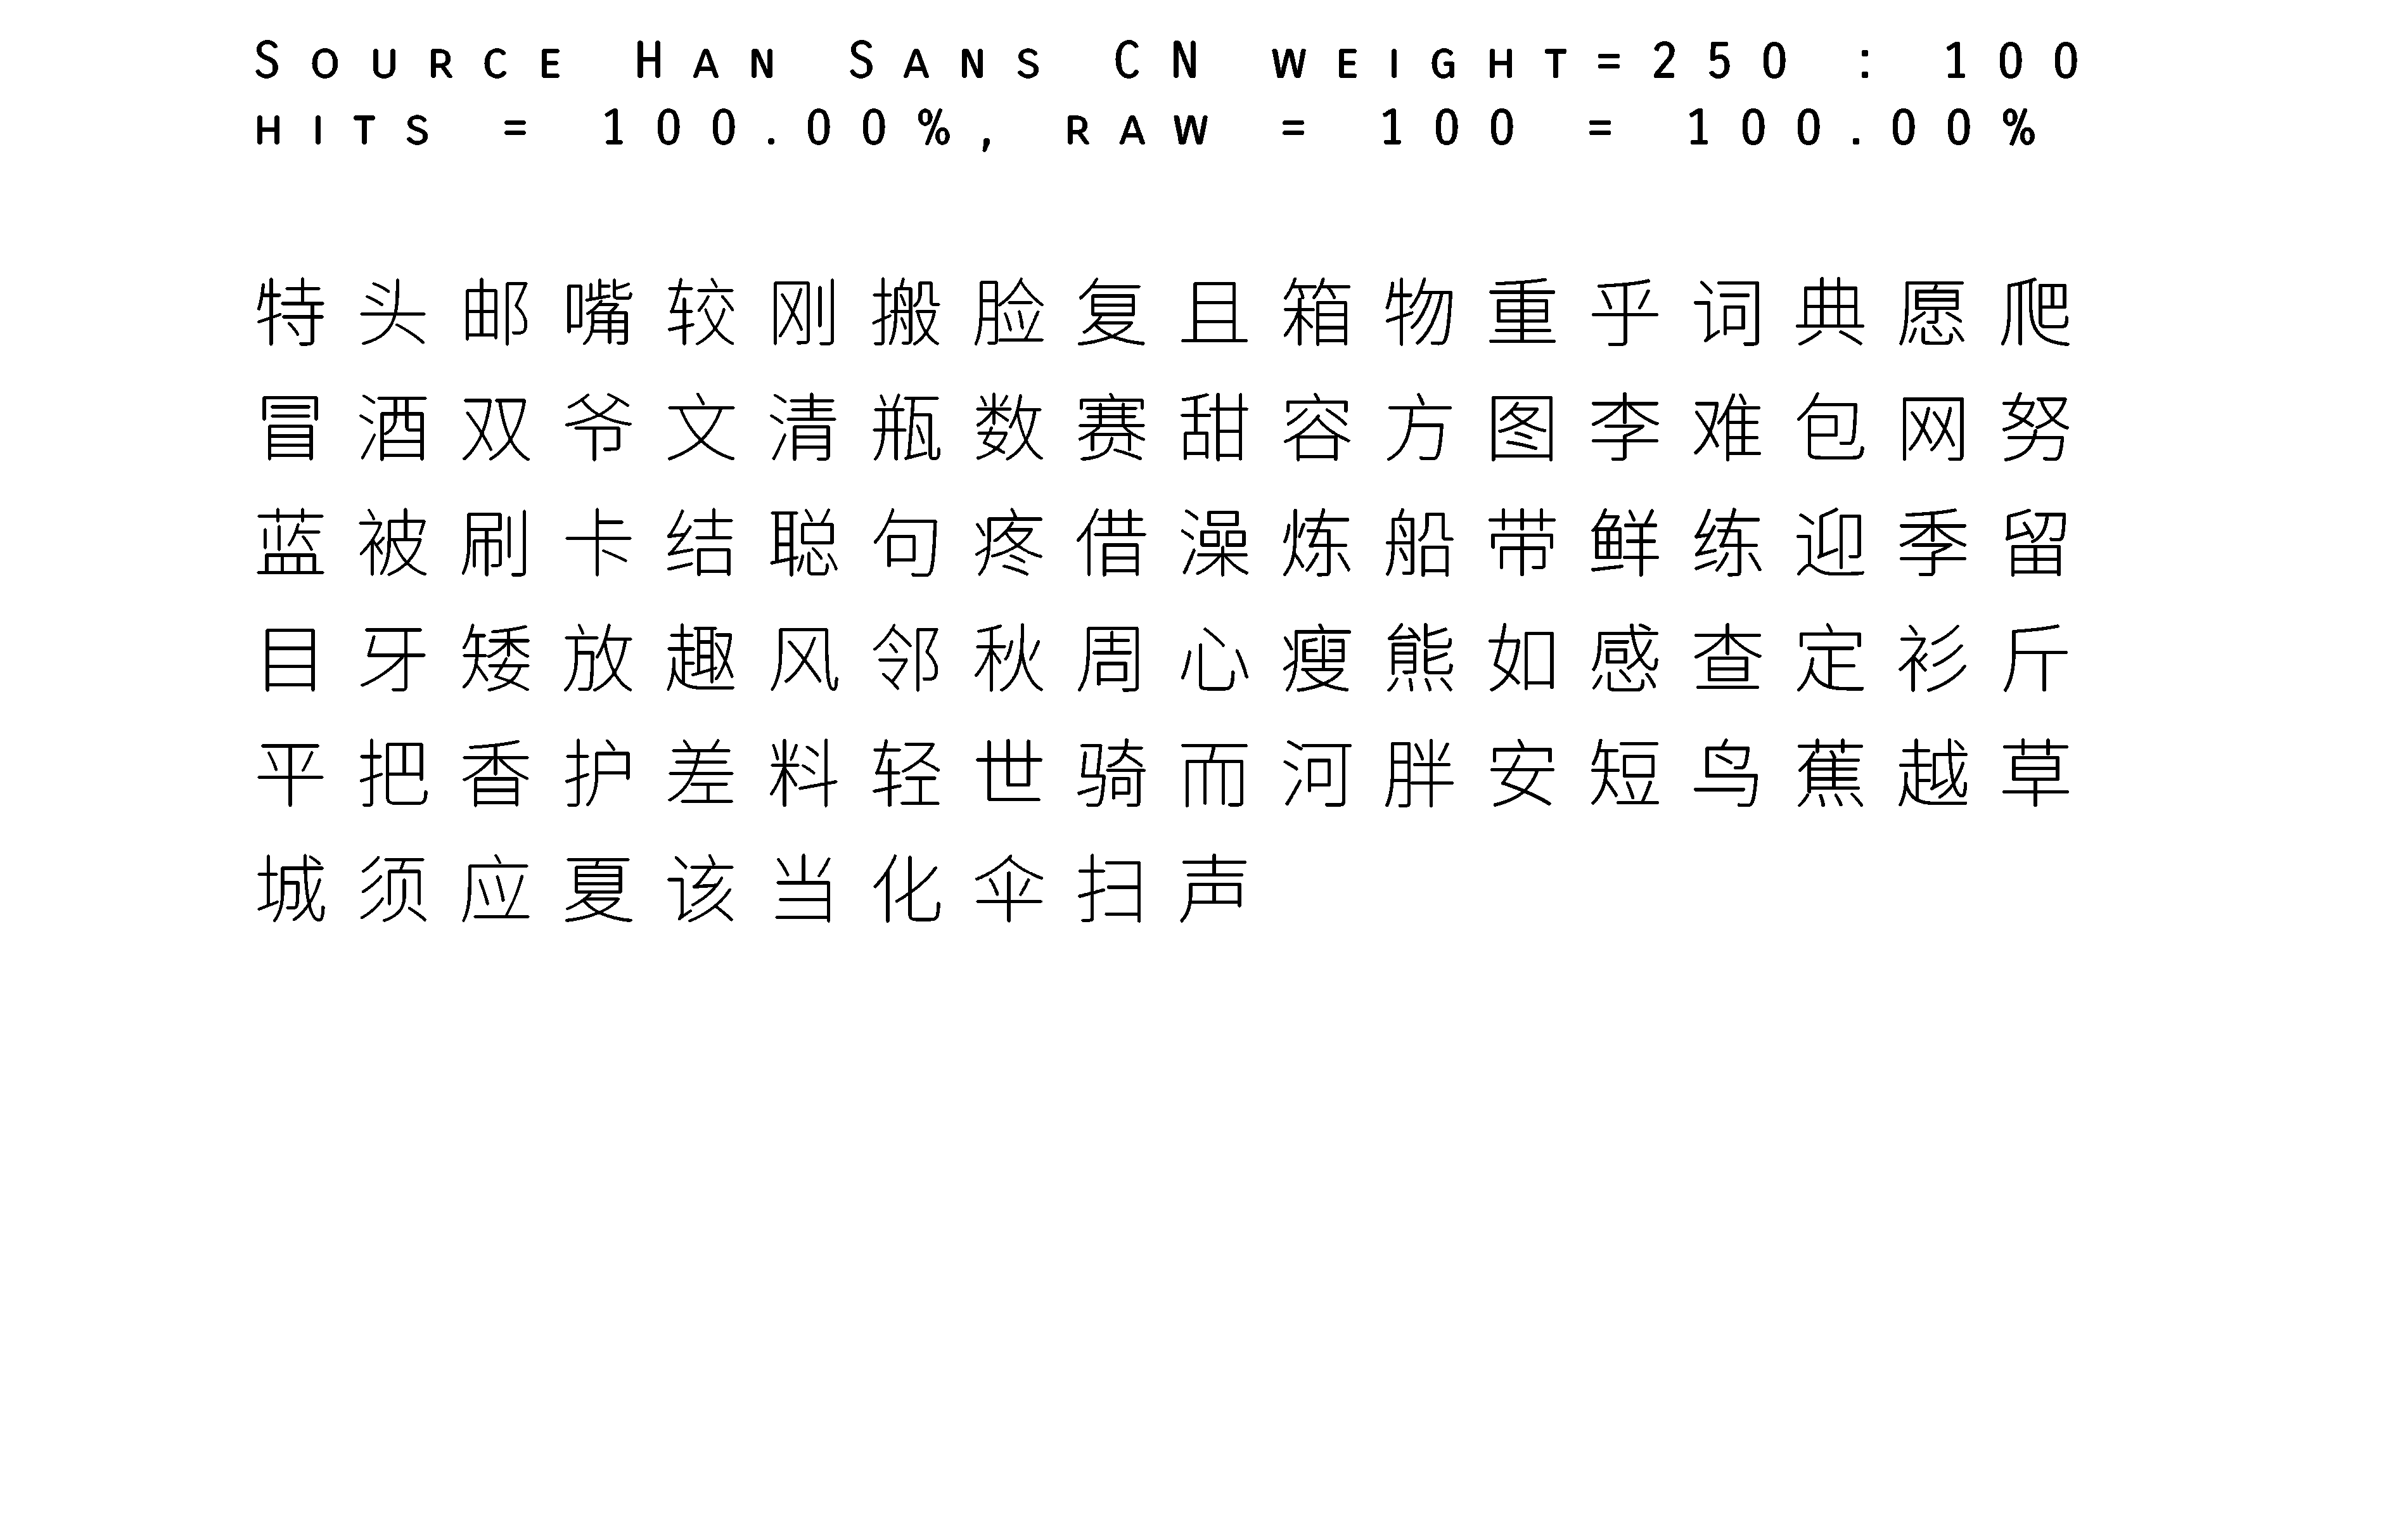 Source Han Sans CN weight=250 : 100
hits = 100.00%, raw = 100 = 100.00%
特头邮嘴较刚搬脸复且箱物重乎词典愿爬
冒酒双爷文清瓶数赛甜容方图李难包网努
蓝被刷卡结聪句疼借澡炼船带鲜练迎季留
目牙矮放趣风邻秋周心瘦熊如感查定衫斤
平把香护差料轻世骑而河胖安短鸟蕉越草
城须应夏该当化伞扫声